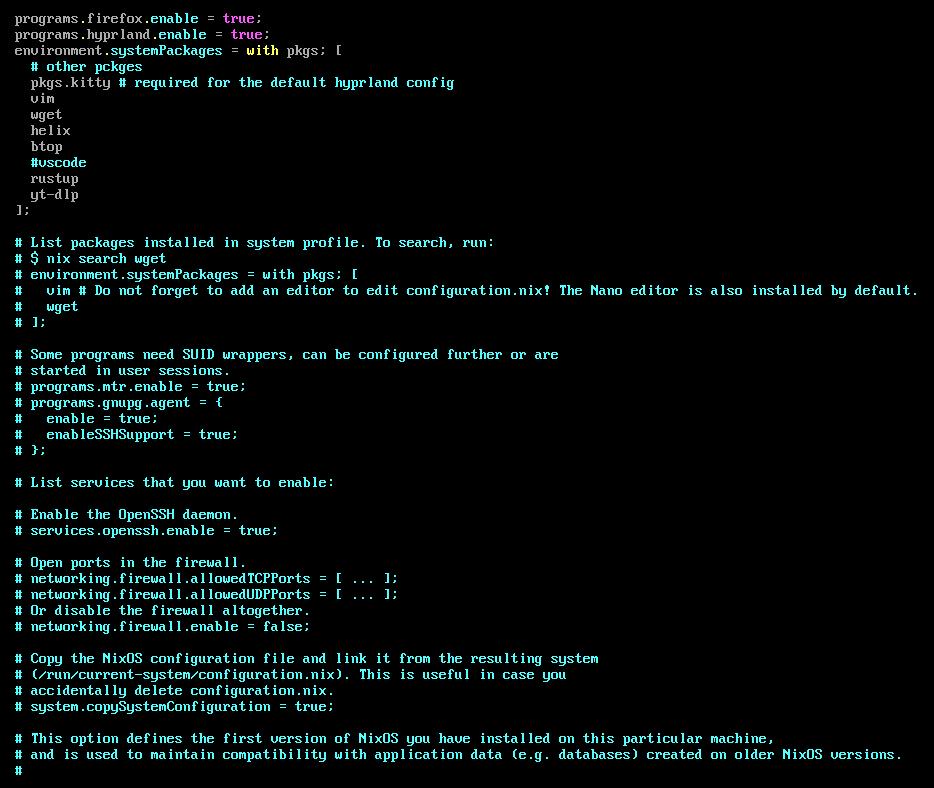 programs.firefox.enable = true;
programs.hyprland.enable = true;
environment.systemPackages = with pkgs; [
  # other pckges
  pkgs.kitty # required for the default hyprland config
  vim
  wget
  helix
  btop
  #vscode
  rustup
  yt-dlp
];

# List packages installed in system profile. To search, run:
# $ nix search wget
# environment.systemPackages = with pkgs; [
#   vim # Do not forget to add an editor to edit configuration.nix! The Nano editor is also installed by default.
#   wget
# ];

# Some programs need SUID wrappers, can be configured further or are
# started in user sessions.
# programs.mtr.enable = true;
# programs.gnupg.agent = {
#   enable = true;
#   enableSSHSupport = true;
# };

# List services that you want to enable:

# Enable the OpenSSH daemon.
# services.openssh.enable = true;

# Open ports in the firewall.
# networking.firewall.allowedTCPPorts = [ ... ];
# networking.firewall.allowedUDPPorts = [ ... ];
# Or disable the firewall altogether.
# networking.firewall.enable = false;

# Copy the NixOS configuration file and link it from the resulting system
# (/run/current-system/configuration.nix). This is useful in case you
# accidentally delete configuration.nix.
# system.copySystemConfiguration = true;

# This option defines the first version of NixOS you have installed on this particular machine,
# and is used to maintain compatibility with application data (e.g. databases) created on older NixOS versions.
#